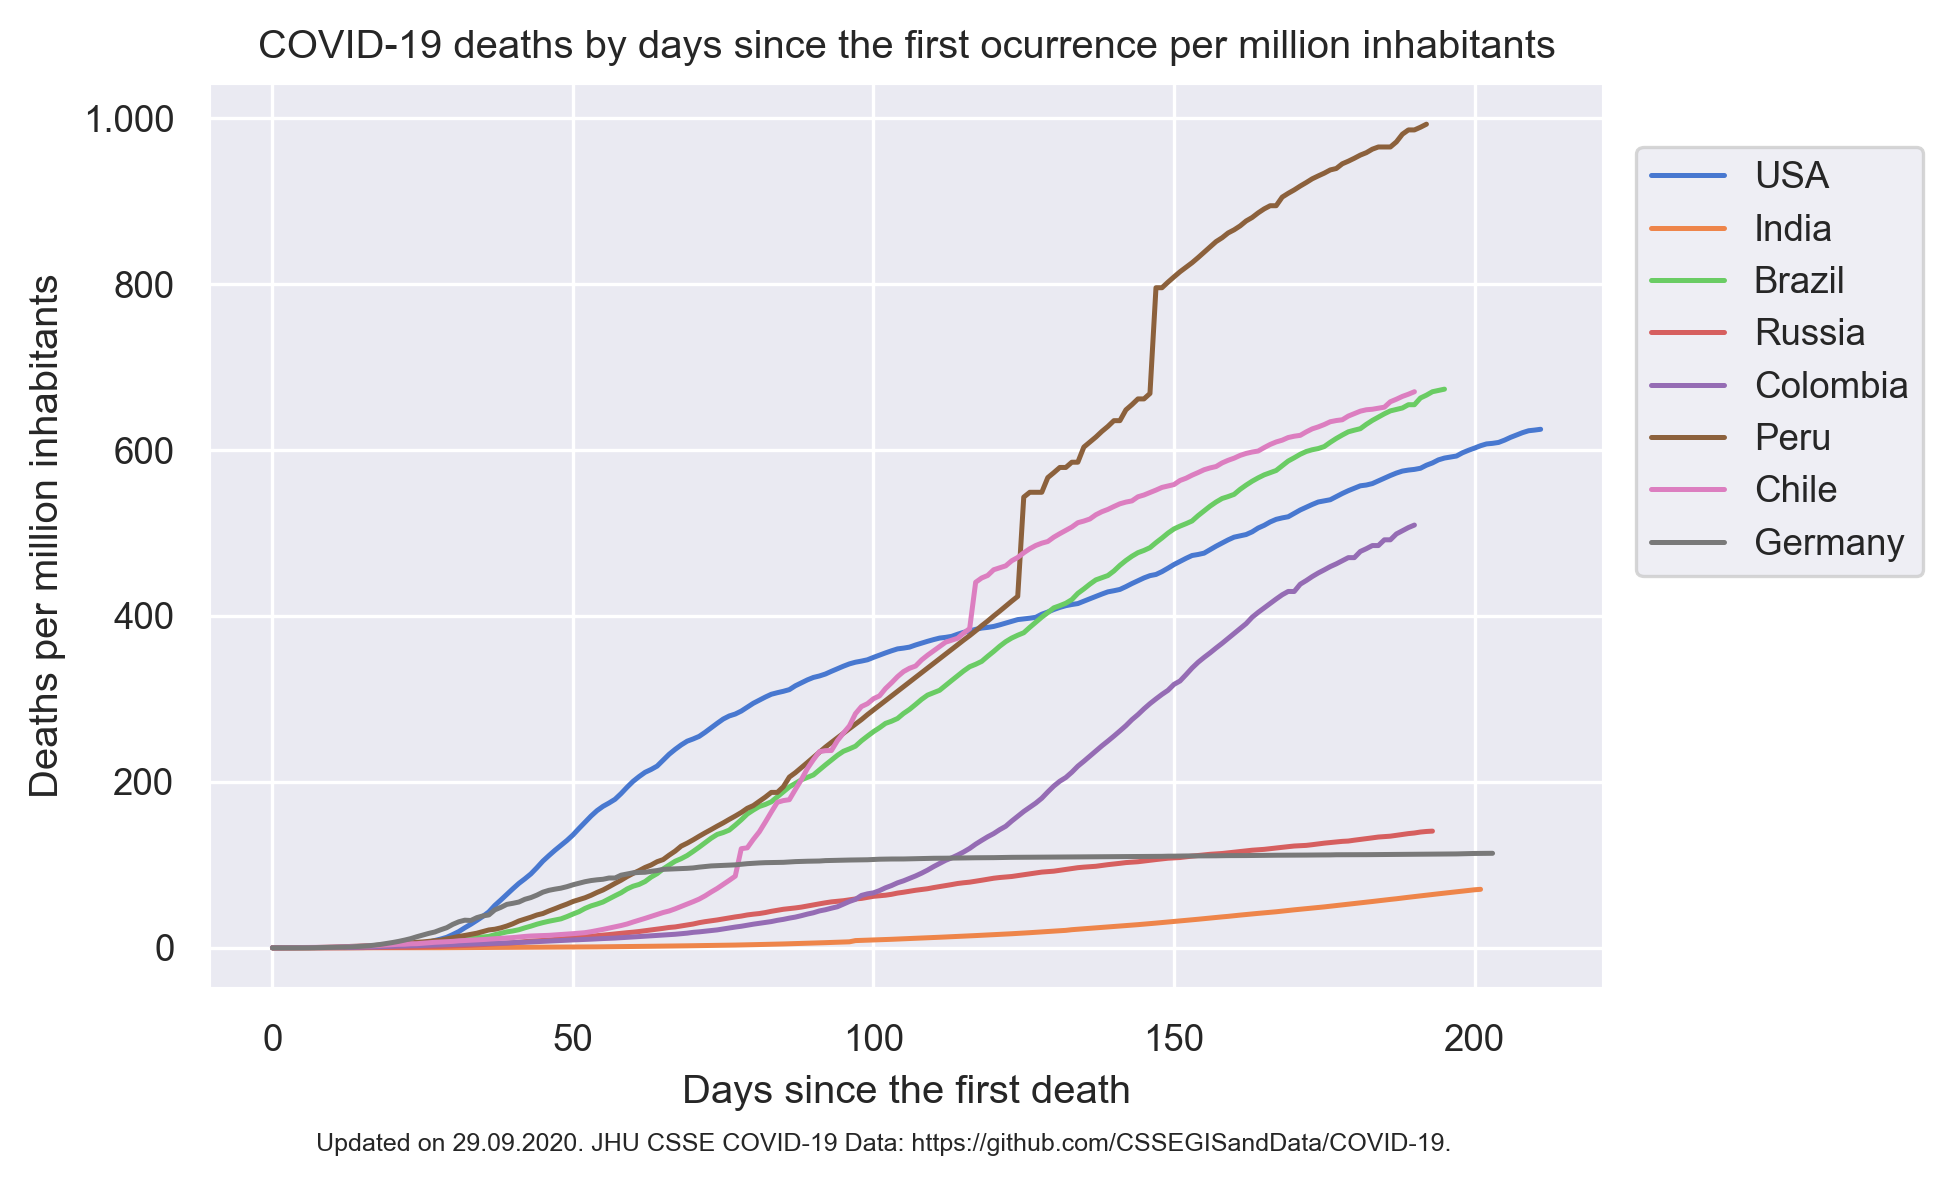 COVID-19 deaths by days since the first ocurrence per million inhabitants
1.000
800
600
400
200
0
Deaths per million inhabitants
0 50 100 150 200
Days since the first death
USA
India
Brazil
Russia
Colombia
Peru
Chile
Germany
Updated on 29.09.2020. JHU CSSE COVID-19 Data: https://github.com/CSSEGISandData/COVID-19.